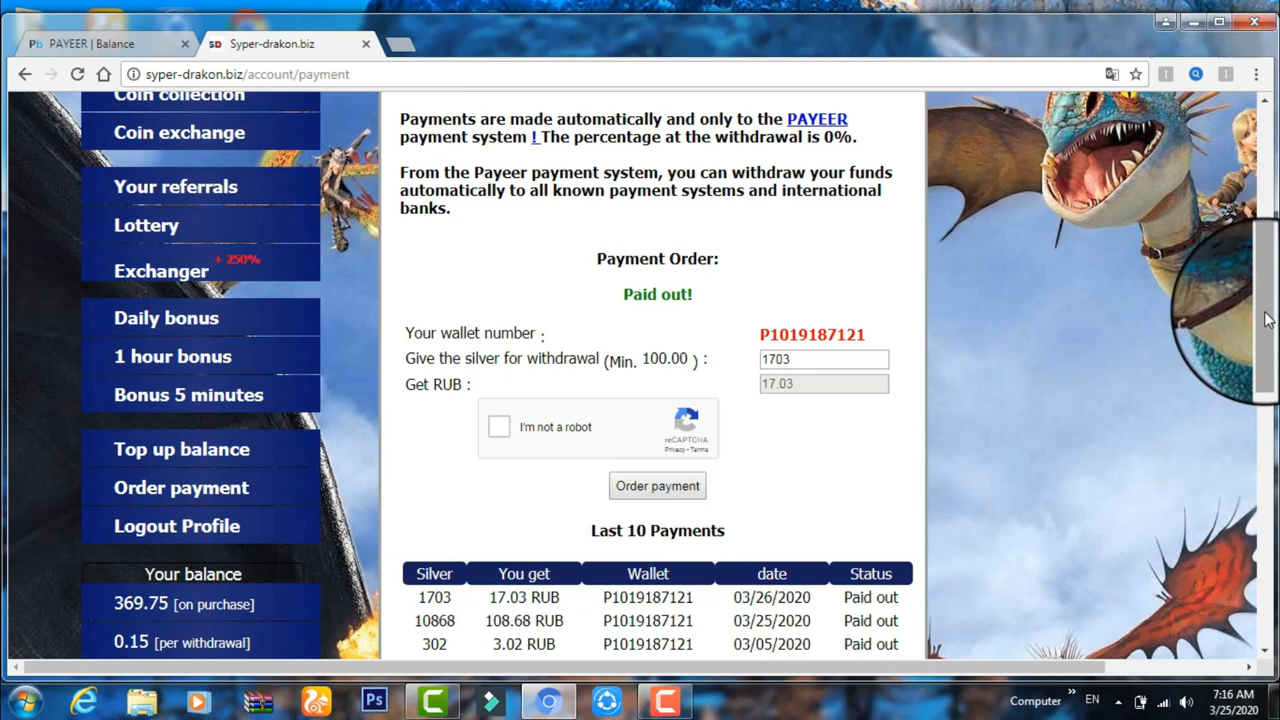 PAYEER | Balance
Syper-drakon.biz
syper-drakon.biz/account/payment
Coin collection
Coin exchange
Your referrals
Lottery
Exchanger + 250%
Daily bonus
1 hour bonus
Bonus 5 minutes
Top up balance
Order payment
Logout Profile
Your balance
369.75 [on purchase]
0.15 [per withdrawal]
Payments are made automatically and only to the PAYEER
payment system ! The percentage at the withdrawal is 0%.
From the Payeer payment system, you can withdraw your funds
automatically to all known payment systems and international
banks.
Payment Order:
Paid out!
Your wallet number : P1019187121
Give the silver for withdrawal (Min. 100.00 ) : 1703
Get RUB : 17.03
I'm not a robot
reCAPTCHA
Privacy - Terms
Order payment
Last 10 Payments
Silver You get Wallet date Status
1703 17.03 RUB P1019187121 03/26/2020 Paid out
10868 108.68 RUB P1019187121 03/25/2020 Paid out
302 3.02 RUB P1019187121 03/05/2020 Paid out
Computer EN 7:16 AM
3/25/2020